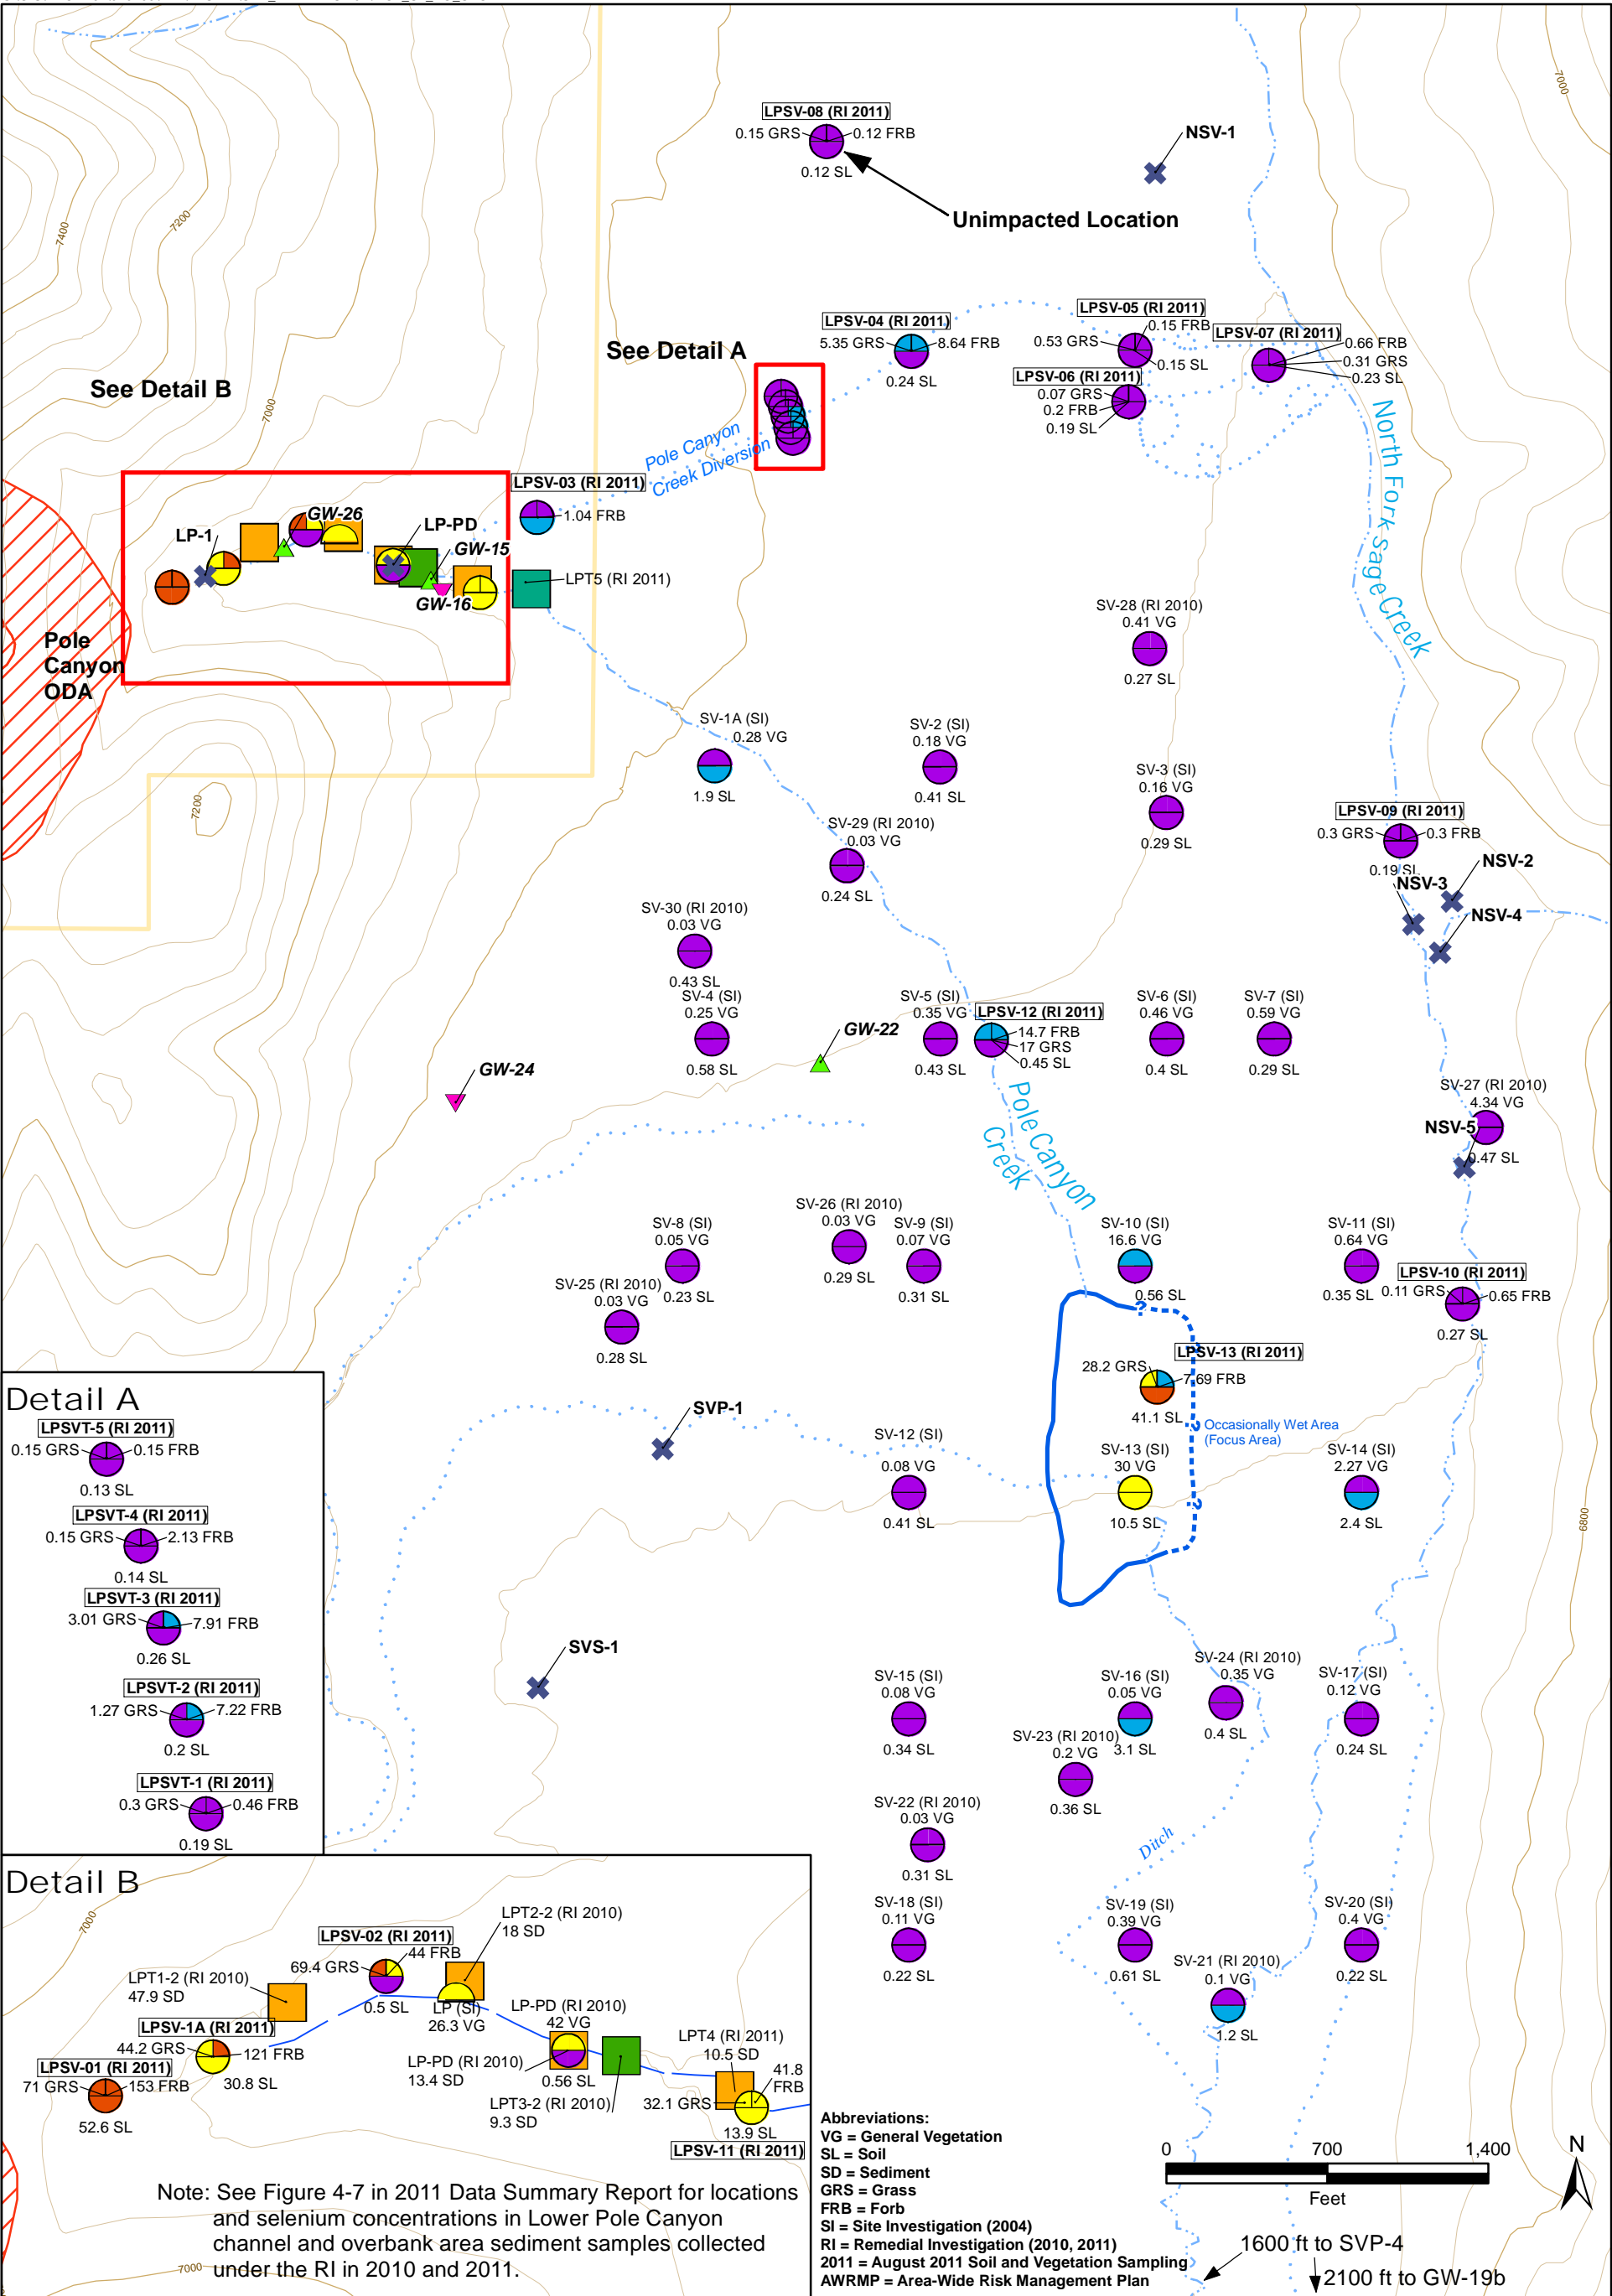 LPSV-08 (RI 2011)
0.15 GRS
0.12 FRB
0.12 SL
Unimpacted Location
NSV-1
7000
7400
7200
See Detail B
7000
See Detail A
LPSV-04 (RI 2011)
5.35 GRS
8.64 FRB
0.24 SL
LPSV-05 (RI 2011)
0.15 FRB
0.53 GRS
0.15 SL
LPSV-07 (RI 2011)
0.66 FRB
0.31 GRS
0.23 SL
LPSV-06 (RI 2011)
0.07 GRS
0.2 FRB
0.19 SL
North Fork Sage Creek
Pole Canyon
Creek Diversion
LPSV-03 (RI 2011)
1.04 FRB
LP-1
GW-26
LP-PD
GW-15
GW-16
LPT5 (RI 2011)
Pole
Canyon
ODA
7200
SV-28 (RI 2010)
0.41 VG
0.27 SL
SV-1A (SI)
0.28 VG
1.9 SL
SV-2 (SI)
0.18 VG
0.41 SL
SV-3 (SI)
0.16 VG
0.29 SL
SV-29 (RI 2010)
0.03 VG
0.24 SL
LPSV-09 (RI 2011)
0.3 GRS
0.3 FRB
0.19 SL
NSV-2
NSV-3
NSV-4
SV-30 (RI 2010)
0.03 VG
0.43 SL
SV-4 (SI)
0.25 VG
0.58 SL
SV-5 (SI)
0.35 VG
0.43 SL
LPSV-12 (RI 2011)
14.7 FRB
17 GRS
0.45 SL
SV-6 (SI)
0.46 VG
0.4 SL
SV-7 (SI)
0.59 VG
0.29 SL
GW-22
GW-24
SV-27 (RI 2010)
4.34 VG
NSV-5
0.47 SL
Pole Canyon
Creek
SV-8 (SI)
0.05 VG
0.23 SL
SV-26 (RI 2010)
0.03 VG
0.29 SL
SV-9 (SI)
0.07 VG
0.31 SL
SV-10 (SI)
16.6 VG
0.56 SL
SV-11 (SI)
0.64 VG
0.35 SL
LPSV-10 (RI 2011)
0.11 GRS
0.65 FRB
0.27 SL
SV-25 (RI 2010)
0.03 VG
0.28 SL
?
LPSV-13 (RI 2011)
28.2 GRS
7.69 FRB
41.1 SL
?
?
Occasionally Wet Area
(Focus Area)
SVP-1
SV-12 (SI)
0.08 VG
0.41 SL
SV-13 (SI)
30 VG
10.5 SL
?
SV-14 (SI)
2.27 VG
2.4 SL
6800
SVS-1
SV-15 (SI)
0.08 VG
0.34 SL
SV-16 (SI)
0.05 VG
3.1 SL
SV-24 (RI 2010)
0.35 VG
0.4 SL
SV-17 (SI)
0.12 VG
0.24 SL
SV-23 (RI 2010)
0.2 VG
0.36 SL
SV-22 (RI 2010)
0.03 VG
0.31 SL
Ditch
SV-18 (SI)
0.11 VG
0.22 SL
SV-19 (SI)
0.39 VG
0.61 SL
SV-20 (SI)
0.4 VG
0.22 SL
SV-21 (RI 2010)
0.1 VG
1.2 SL
Detail A
LPSVT-5 (RI 2011)
0.15 GRS
0.15 FRB
0.13 SL
LPSVT-4 (RI 2011)
0.15 GRS
2.13 FRB
0.14 SL
LPSVT-3 (RI 2011)
3.01 GRS
7.91 FRB
0.26 SL
LPSVT-2 (RI 2011)
1.27 GRS
7.22 FRB
0.2 SL
LPSVT-1 (RI 2011)
0.3 GRS
0.46 FRB
0.19 SL
Detail B
7000
LPT2-2 (RI 2010)
18 SD
LPSV-02 (RI 2011)
44 FRB
69.4 GRS
0.5 SL
LPT1-2 (RI 2010)
47.9 SD
LP (SI)
26.3 VG
LP-PD (RI 2010)
42 VG
LPSV-1A (RI 2011)
44.2 GRS
121 FRB
30.8 SL
LPSV-01 (RI 2011)
71 GRS
153 FRB
52.6 SL
LP-PD (RI 2010)
13.4 SD
0.56 SL
LPT3-2 (RI 2010)
9.3 SD
LPT4 (RI 2011)
10.5 SD
41.8
FRB
32.1 GRS
13.9 SL
LPSV-11 (RI 2011)
Note: See Figure 4-7 in 2011 Data Summary Report for locations
and selenium concentrations in Lower Pole Canyon
channel and overbank area sediment samples collected
under the RI in 2010 and 2011.
7000
Abbreviations:
VG = General Vegetation
SL = Soil
SD = Sediment
GRS = Grass
FRB = Forb
SI = Site Investigation (2004)
RI = Remedial Investigation (2010, 2011)
2011 = August 2011 Soil and Vegetation Sampling
AWRMP = Area-Wide Risk Management Plan
0 700 1,400
Feet
N
1600 ft to SVP-4
2100 ft to GW-19b